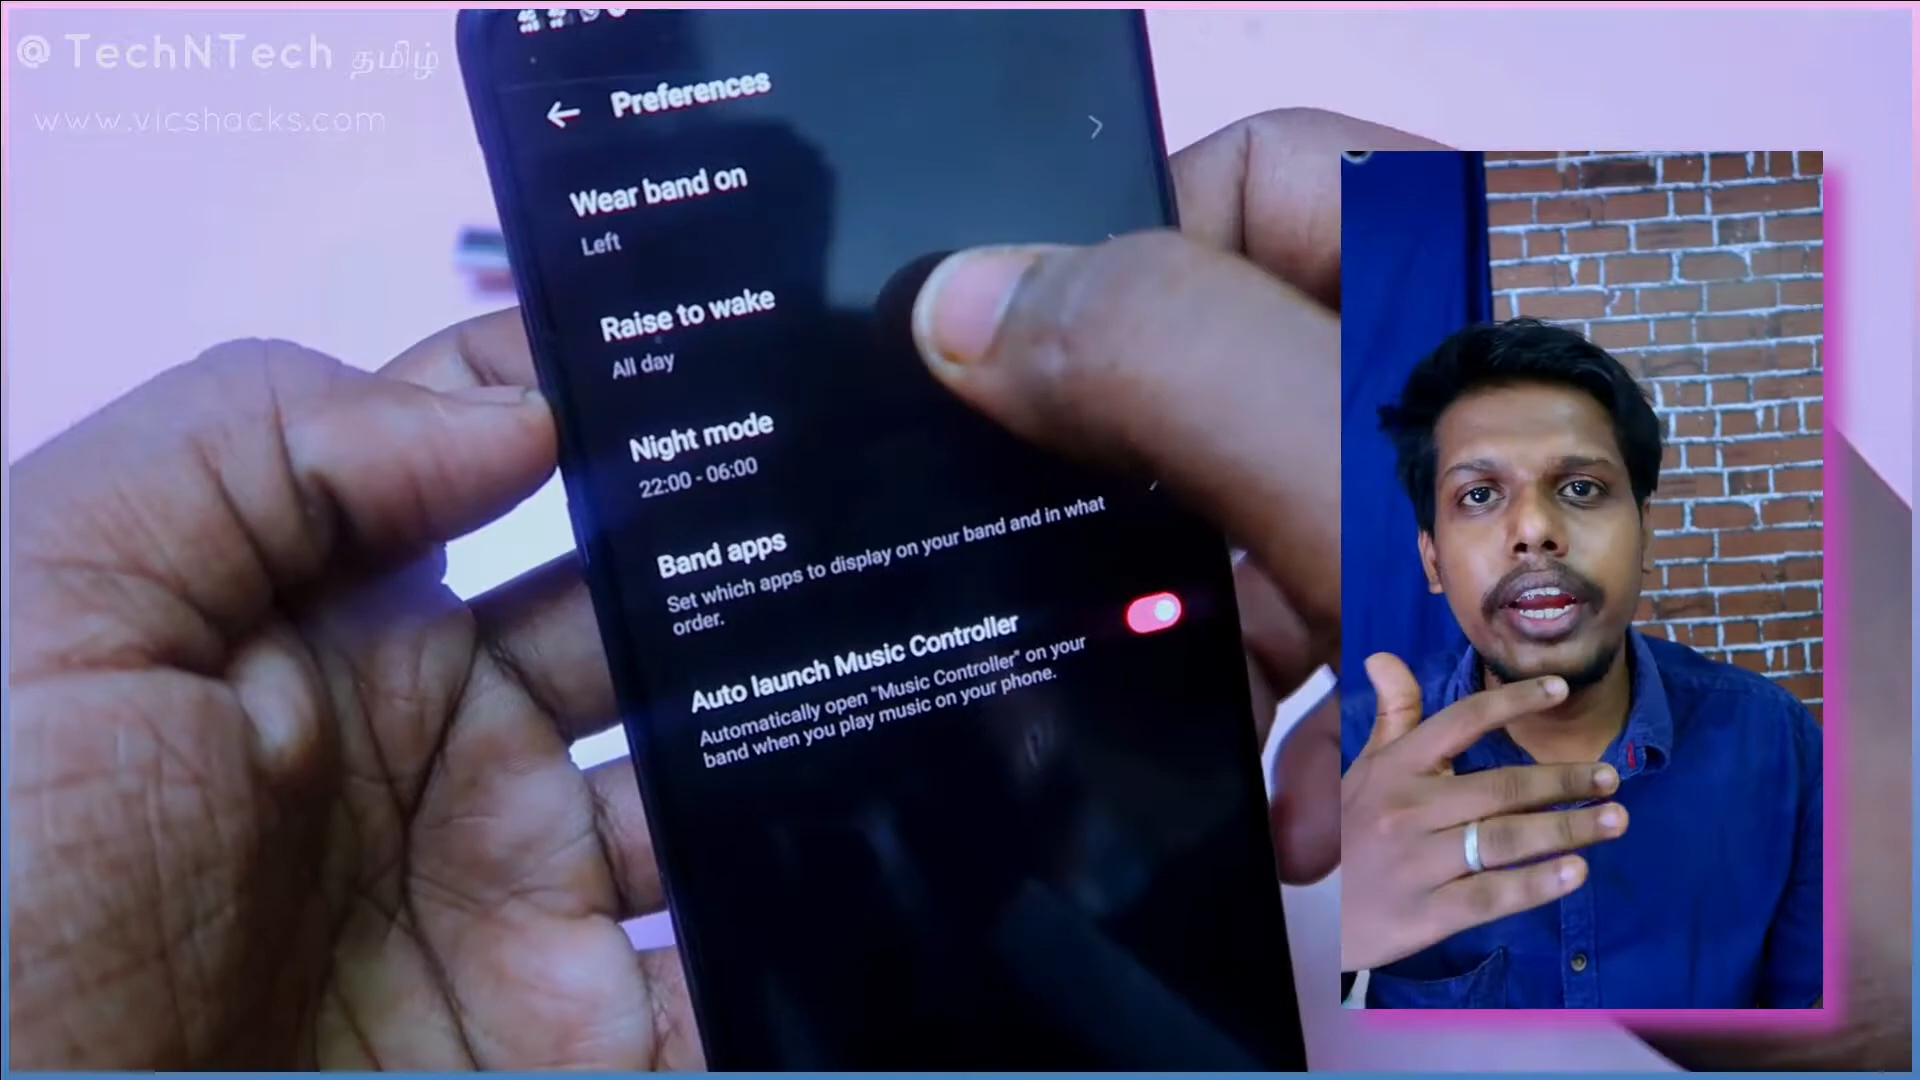 @ TechNTech தமிழ்
www.vicshacks.com
Preferences
Wear band on
Left
Raise to wake
All day
Night mode
22:00 - 06:00
Band apps
Set which apps to display on your band and in what
order.
Auto launch Music Controller
Automatically open "Music Controller" on your
band when you play music on your phone.